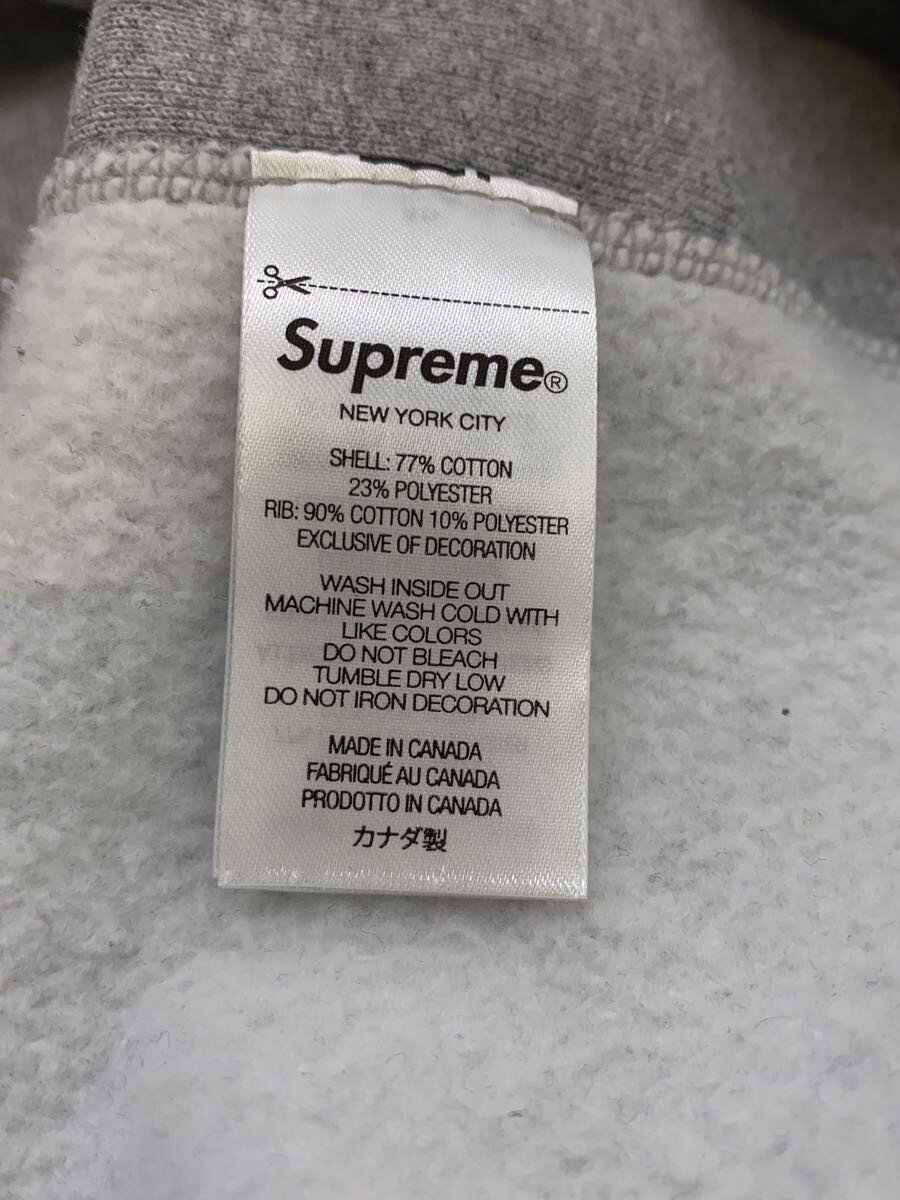 Supreme®
NEW YORK CITY
SHELL: 77% COTTON
23% POLYESTER
RIB: 90% COTTON 10% POLYESTER
EXCLUSIVE OF DECORATION
WASH INSIDE OUT
MACHINE WASH COLD WITH
LIKE COLORS
DO NOT BLEACH
TUMBLE DRY LOW
DO NOT IRON DECORATION
MADE IN CANADA
FABRIQUÉ AU CANADA
PRODOTTO IN CANADA
カナダ製